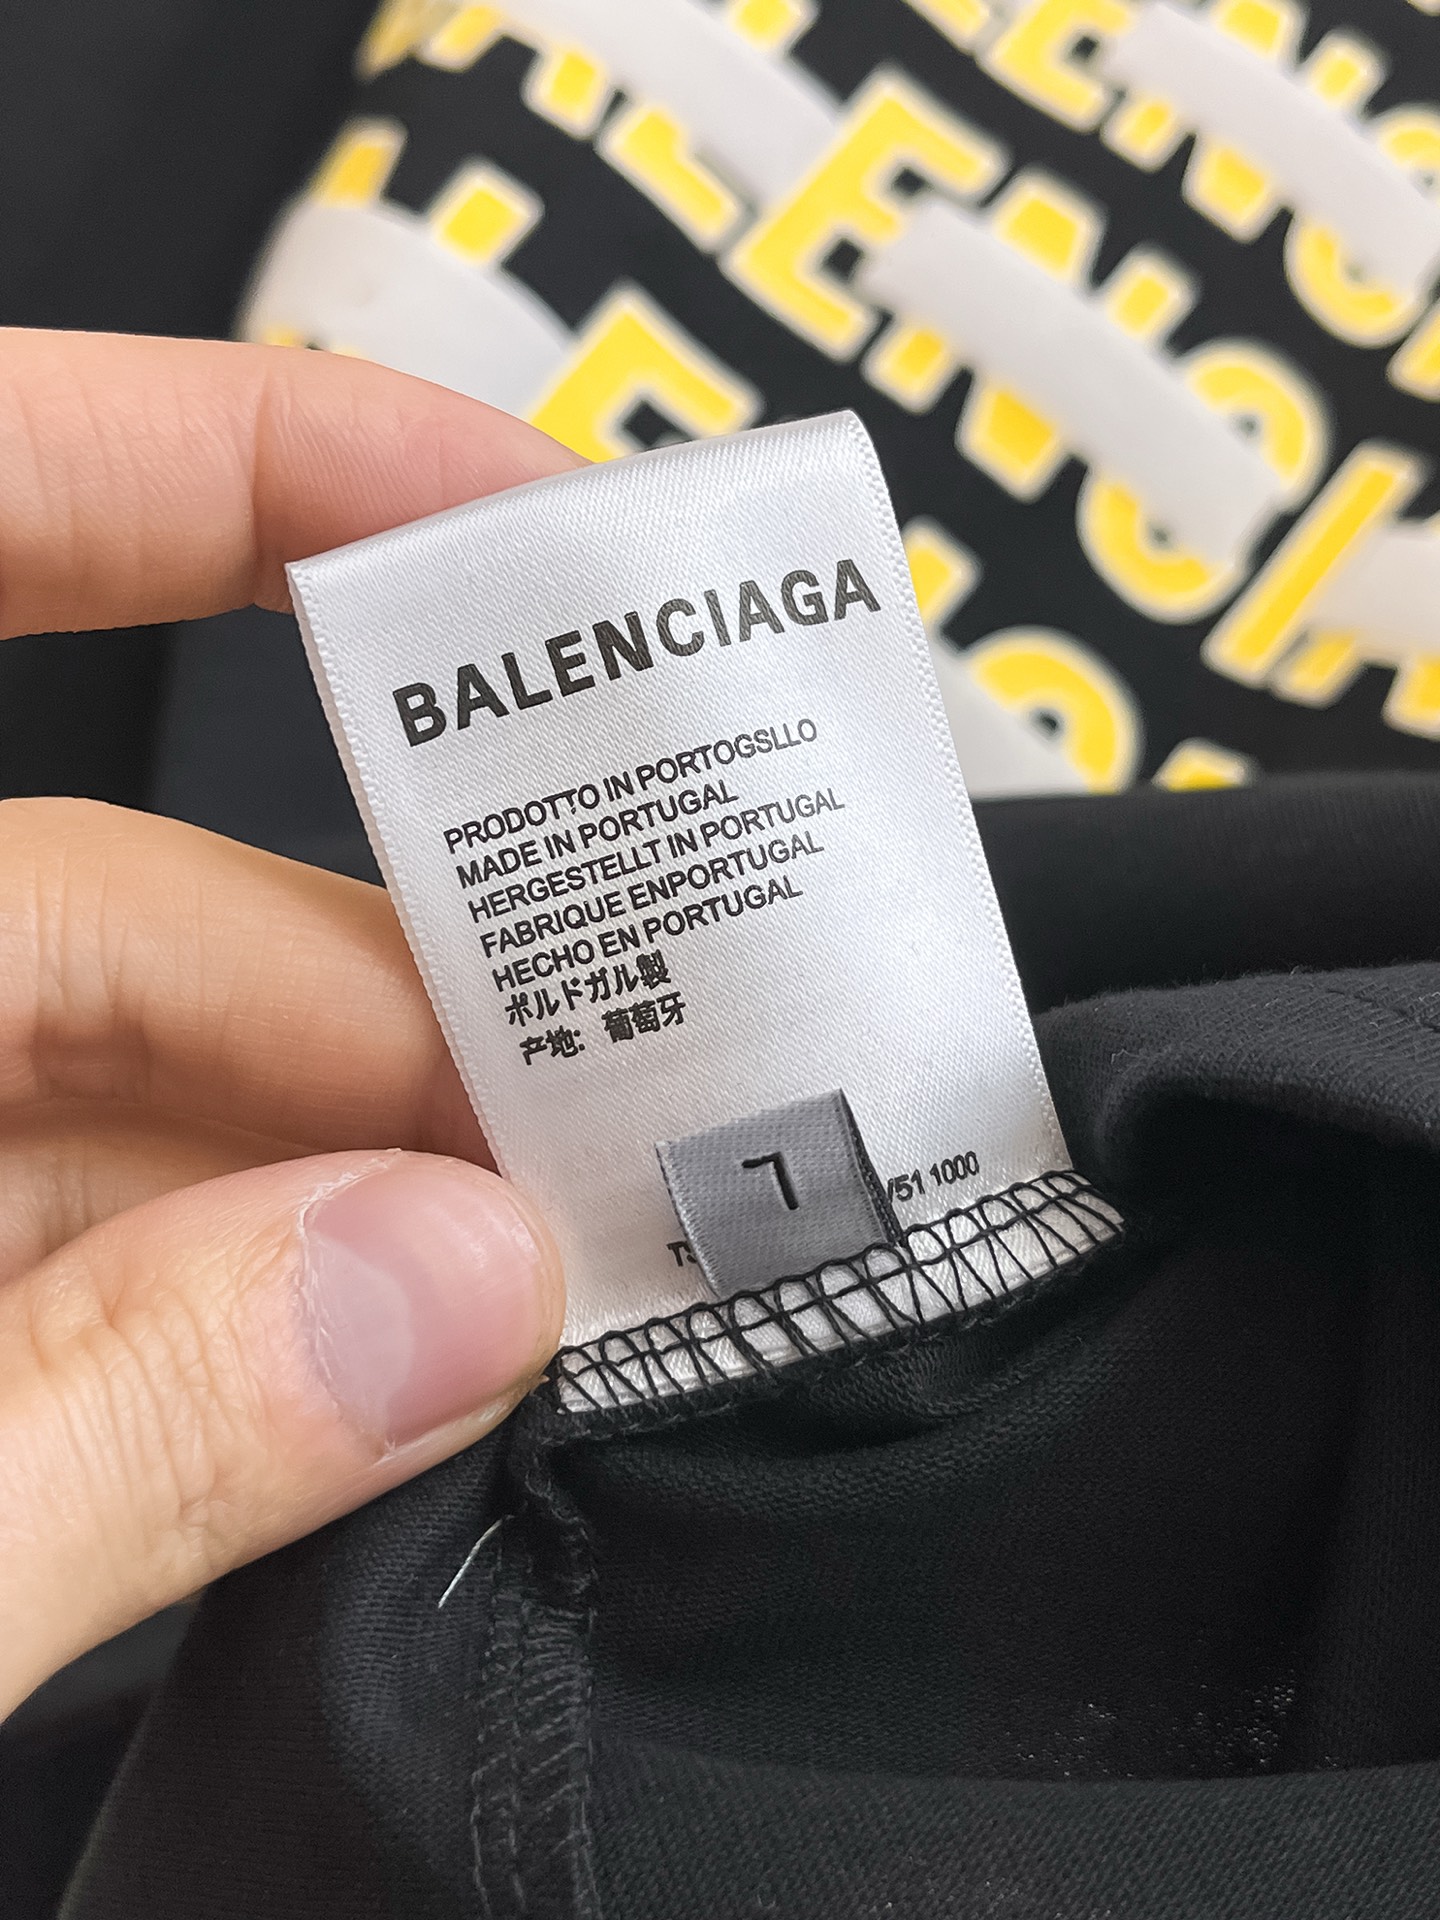 BALENCIAGA
PRODOTTO IN PORTOGSLLO
MADE IN PORTUGAL
HERGESTELLT IN PORTUGAL
FABRIQUE ENPORTUGAL
HECHO EN PORTUGAL
ポルドガル製
产地: 葡萄牙
L
/51 1000